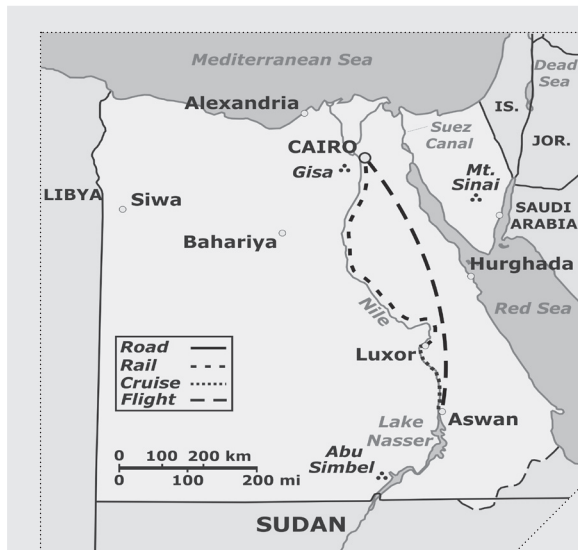 Mediterranean Sea
Dead
Sea
Alexandria
IS.
Suez
Canal
JOR.
CAIRO
Gisa
Mt.
Sinai
LIBYA
Siwa
SAUDI
ARABIA
Bahariya
Hurghada
Red Sea
Nile
Road
Rail
Cruise
Flight
Luxor
Aswan
Lake
Nasser
Abu
Simbel
0 100 200 km
0 100 200 mi
SUDAN